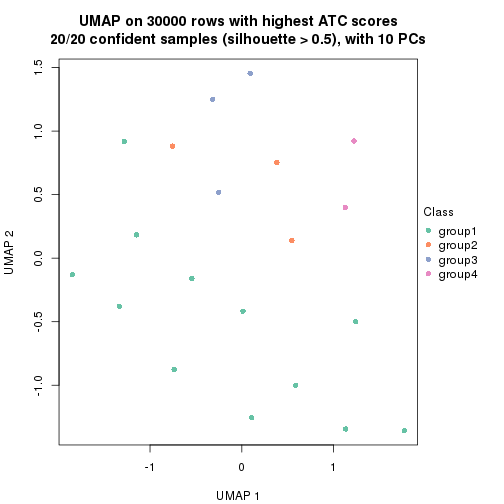 UMAP on 30000 rows with highest ATC scores
20/20 confident samples (silhouette > 0.5), with 10 PCs
1.5
1.0
0.5
0.0
-0.5
-1.0
UMAP 2
-1
0
1
UMAP 1
Class
group1
group2
group3
group4